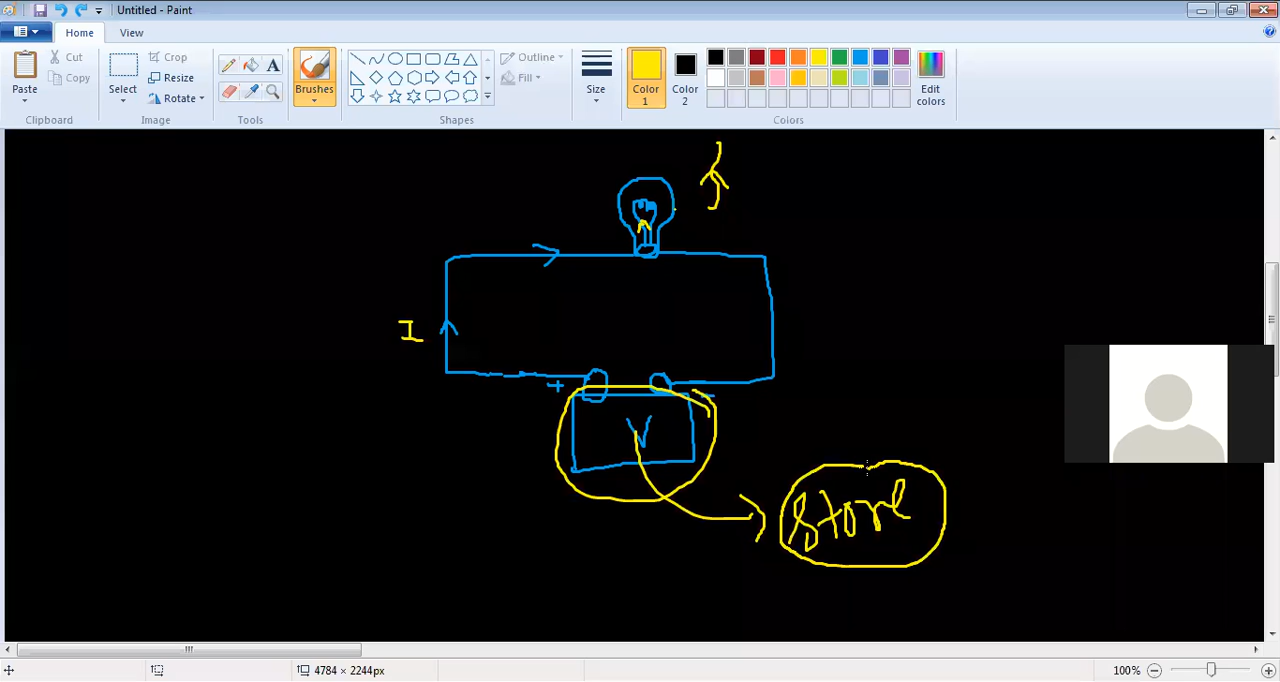 Untitled - Paint
Home View
Paste
Cut
Copy
Clipboard
Select
Crop
Resize
Rotate
Image
A
Tools
Brushes
Shapes
Outline
Fill
Size
Color 1
Color 2
Edit colors
Colors
I
+
-
V
Store
4784 × 2244px
100%